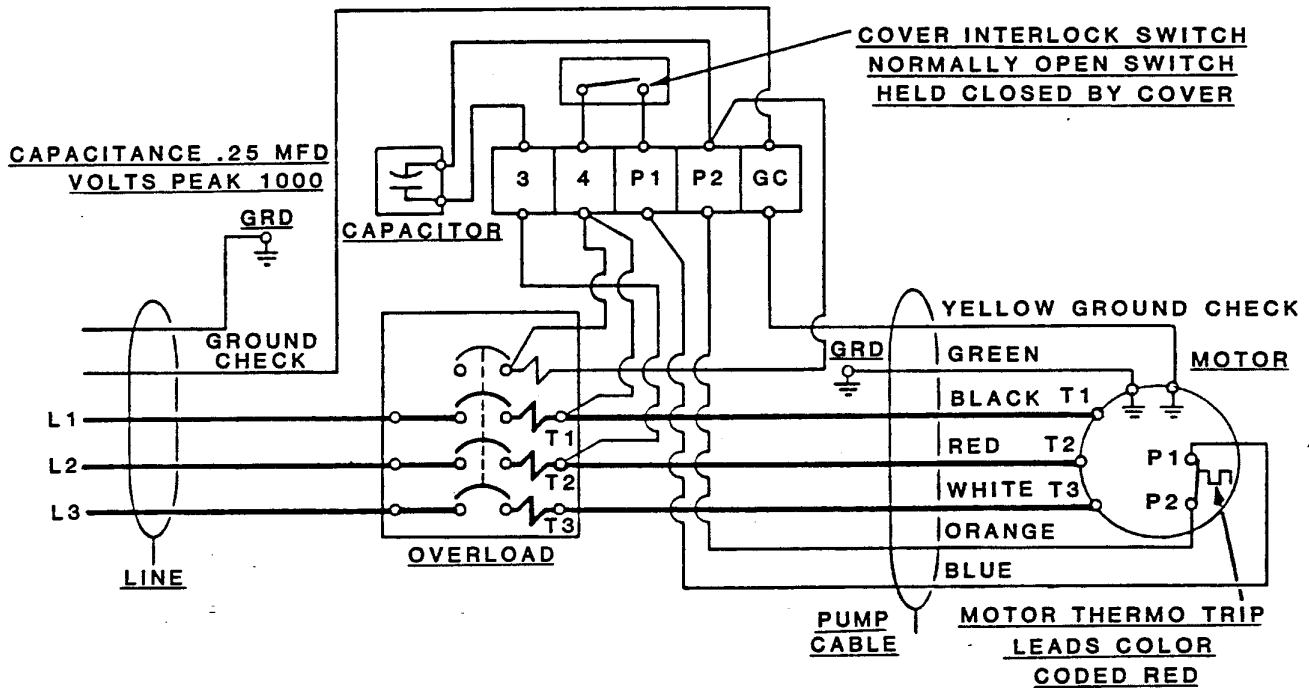 COVER INTERLOCK SWITCH
NORMALLY OPEN SWITCH
HELD CLOSED BY COVER
CAPACITANCE .25 MFD
VOLTS PEAK 1000
3 4 P1 P2 GC
CAPACITOR
GRD
GROUND
CHECK
YELLOW GROUND CHECK
GRD
GREEN
MOTOR
BLACK T1
L1
T1
RED T2
L2
T2
P1
WHITE T3
P2
L3
T3
ORANGE
OVERLOAD
BLUE
LINE
PUMP
CABLE
MOTOR THERMO TRIP
LEADS COLOR
CODED RED